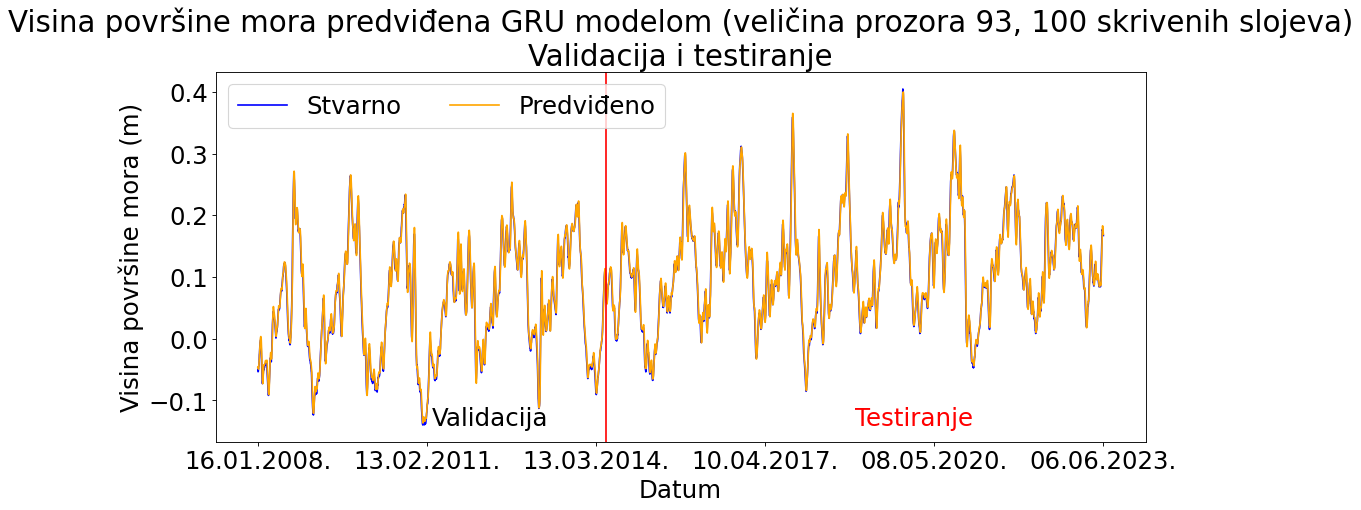 Visina površine mora predviđena GRU modelom (veličina prozora 93, 100 skrivenih slojeva)
Validacija i testiranje
Stvarno
Predviđeno
Visina površine mora (m)
0.4
0.3
0.2
0.1
0.0
−0.1
Validacija
Testiranje
16.01.2008.
13.02.2011.
13.03.2014.
10.04.2017.
08.05.2020.
06.06.2023.
Datum